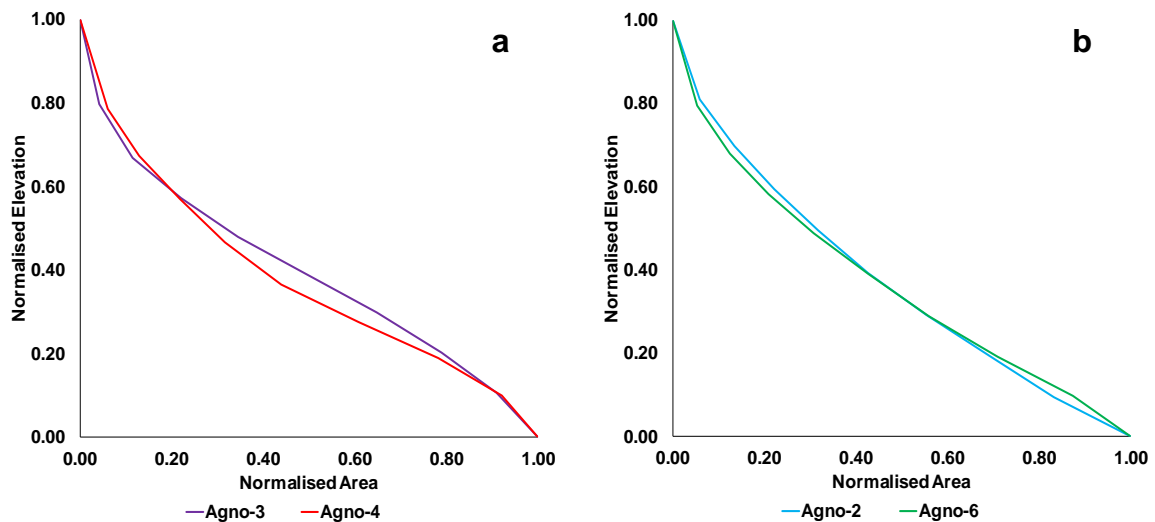 a
1.00
0.80
0.60
0.40
0.20
0.00
Normalised Elevation
0.00 0.20 0.40 0.60 0.80 1.00
Normalised Area
Agno-3 Agno-4
b
1.00
0.80
0.60
0.40
0.20
0.00
Normalised Elevation
0.00 0.20 0.40 0.60 0.80 1.00
Normalised Area
Agno-2 Agno-6